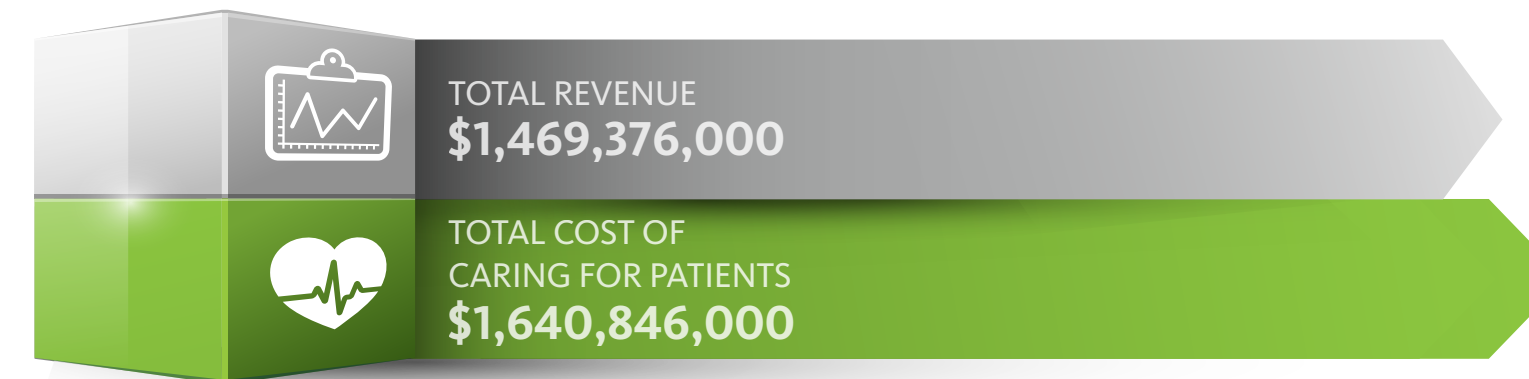 TOTAL REVENUE
$1,469,376,000
TOTAL COST OF
CARING FOR PATIENTS
$1,640,846,000